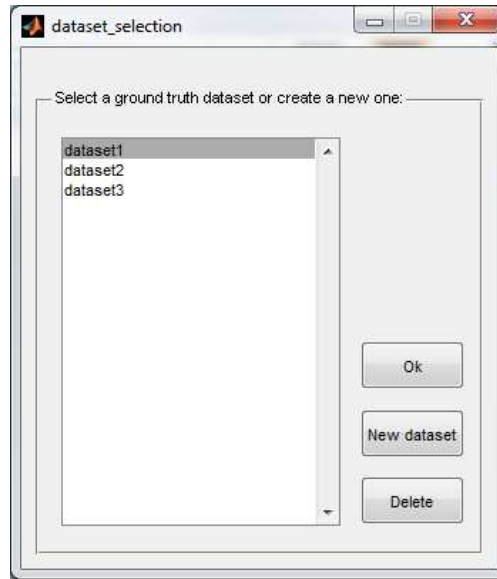 dataset_selection
Select a ground truth dataset or create a new one:
dataset1
dataset2
dataset3
Ok
New dataset
Delete